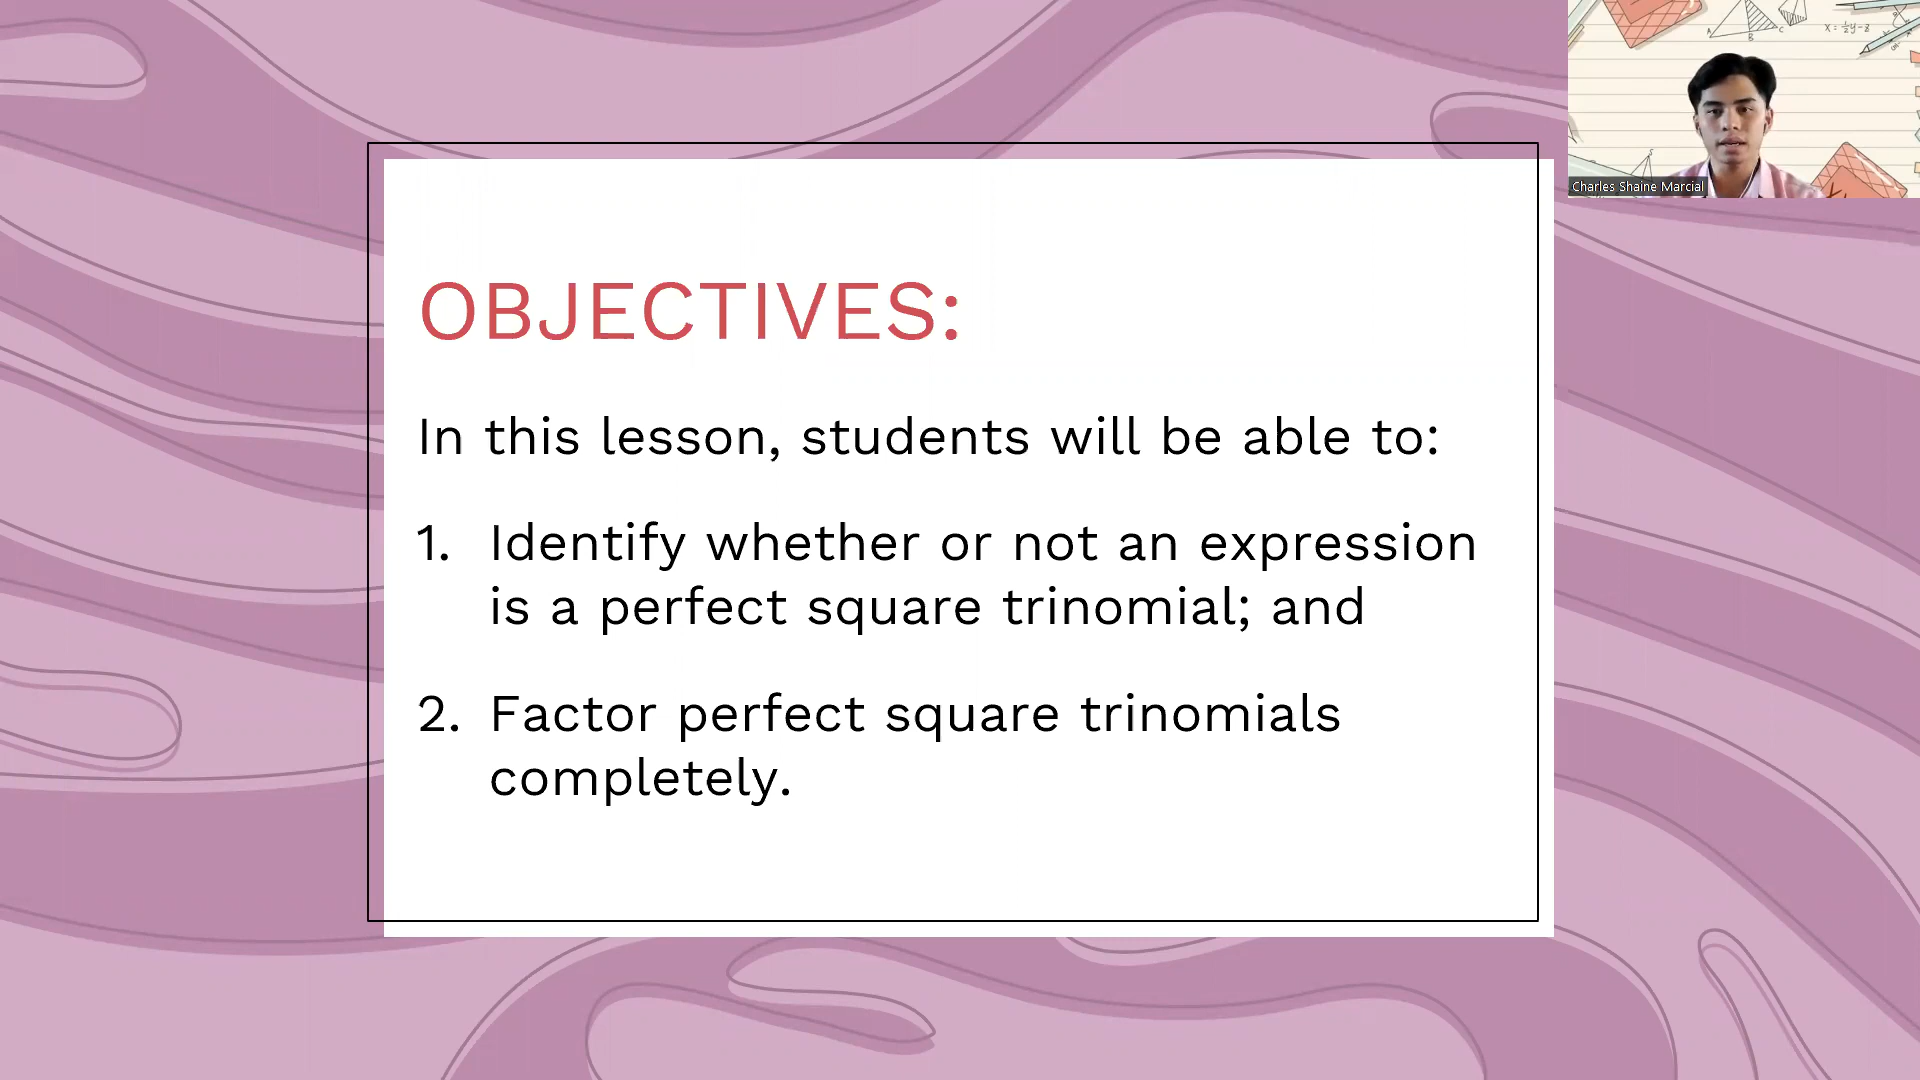 OBJECTIVES:
In this lesson, students will be able to:
1. Identify whether or not an expression
is a perfect square trinomial; and
2. Factor perfect square trinomials
completely.
Charles Shaine Marcial
A
B
C